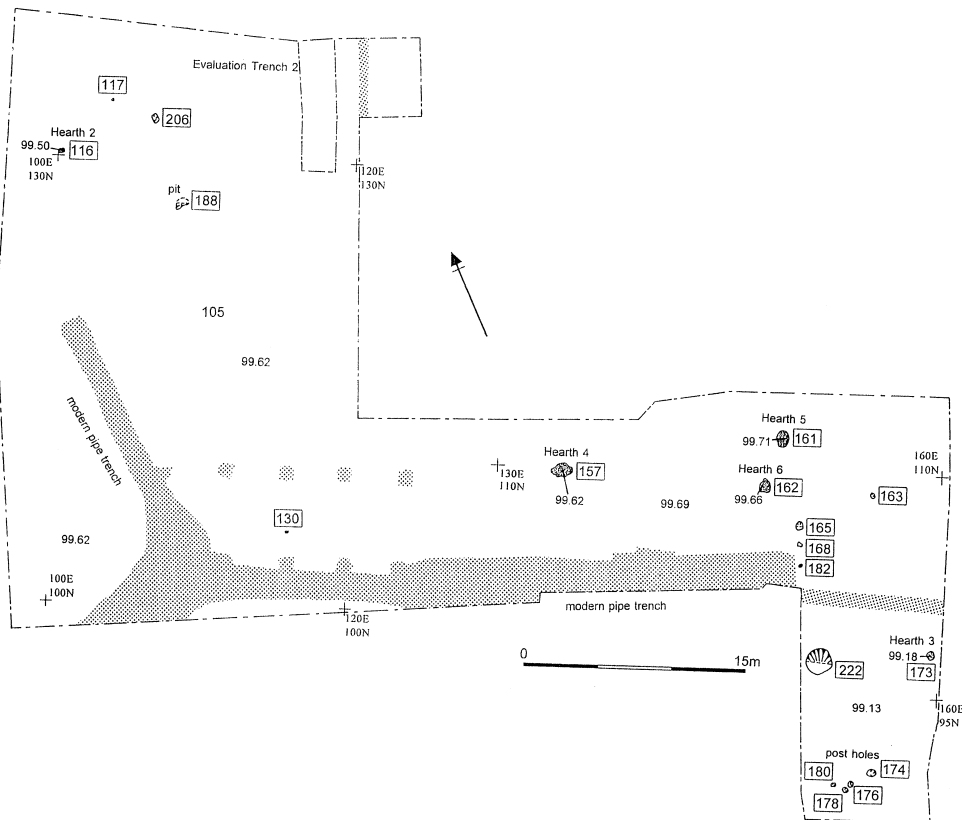 Evaluation Trench 2
117
206
Hearth 2
99.50
116
100E
130N
120E
130N
pit
188
105
99.62
modern pipe trench
Hearth 5
99.71
161
Hearth 4
157
99.62
130E
110N
Hearth 6
99.66
162
99.69
160E
110N
163
130
165
168
182
99.62
100E
100N
120E
100N
modern pipe trench
Hearth 3
99.18
173
222
0
15m
99.13
160E
95N
post holes
180
174
178
176